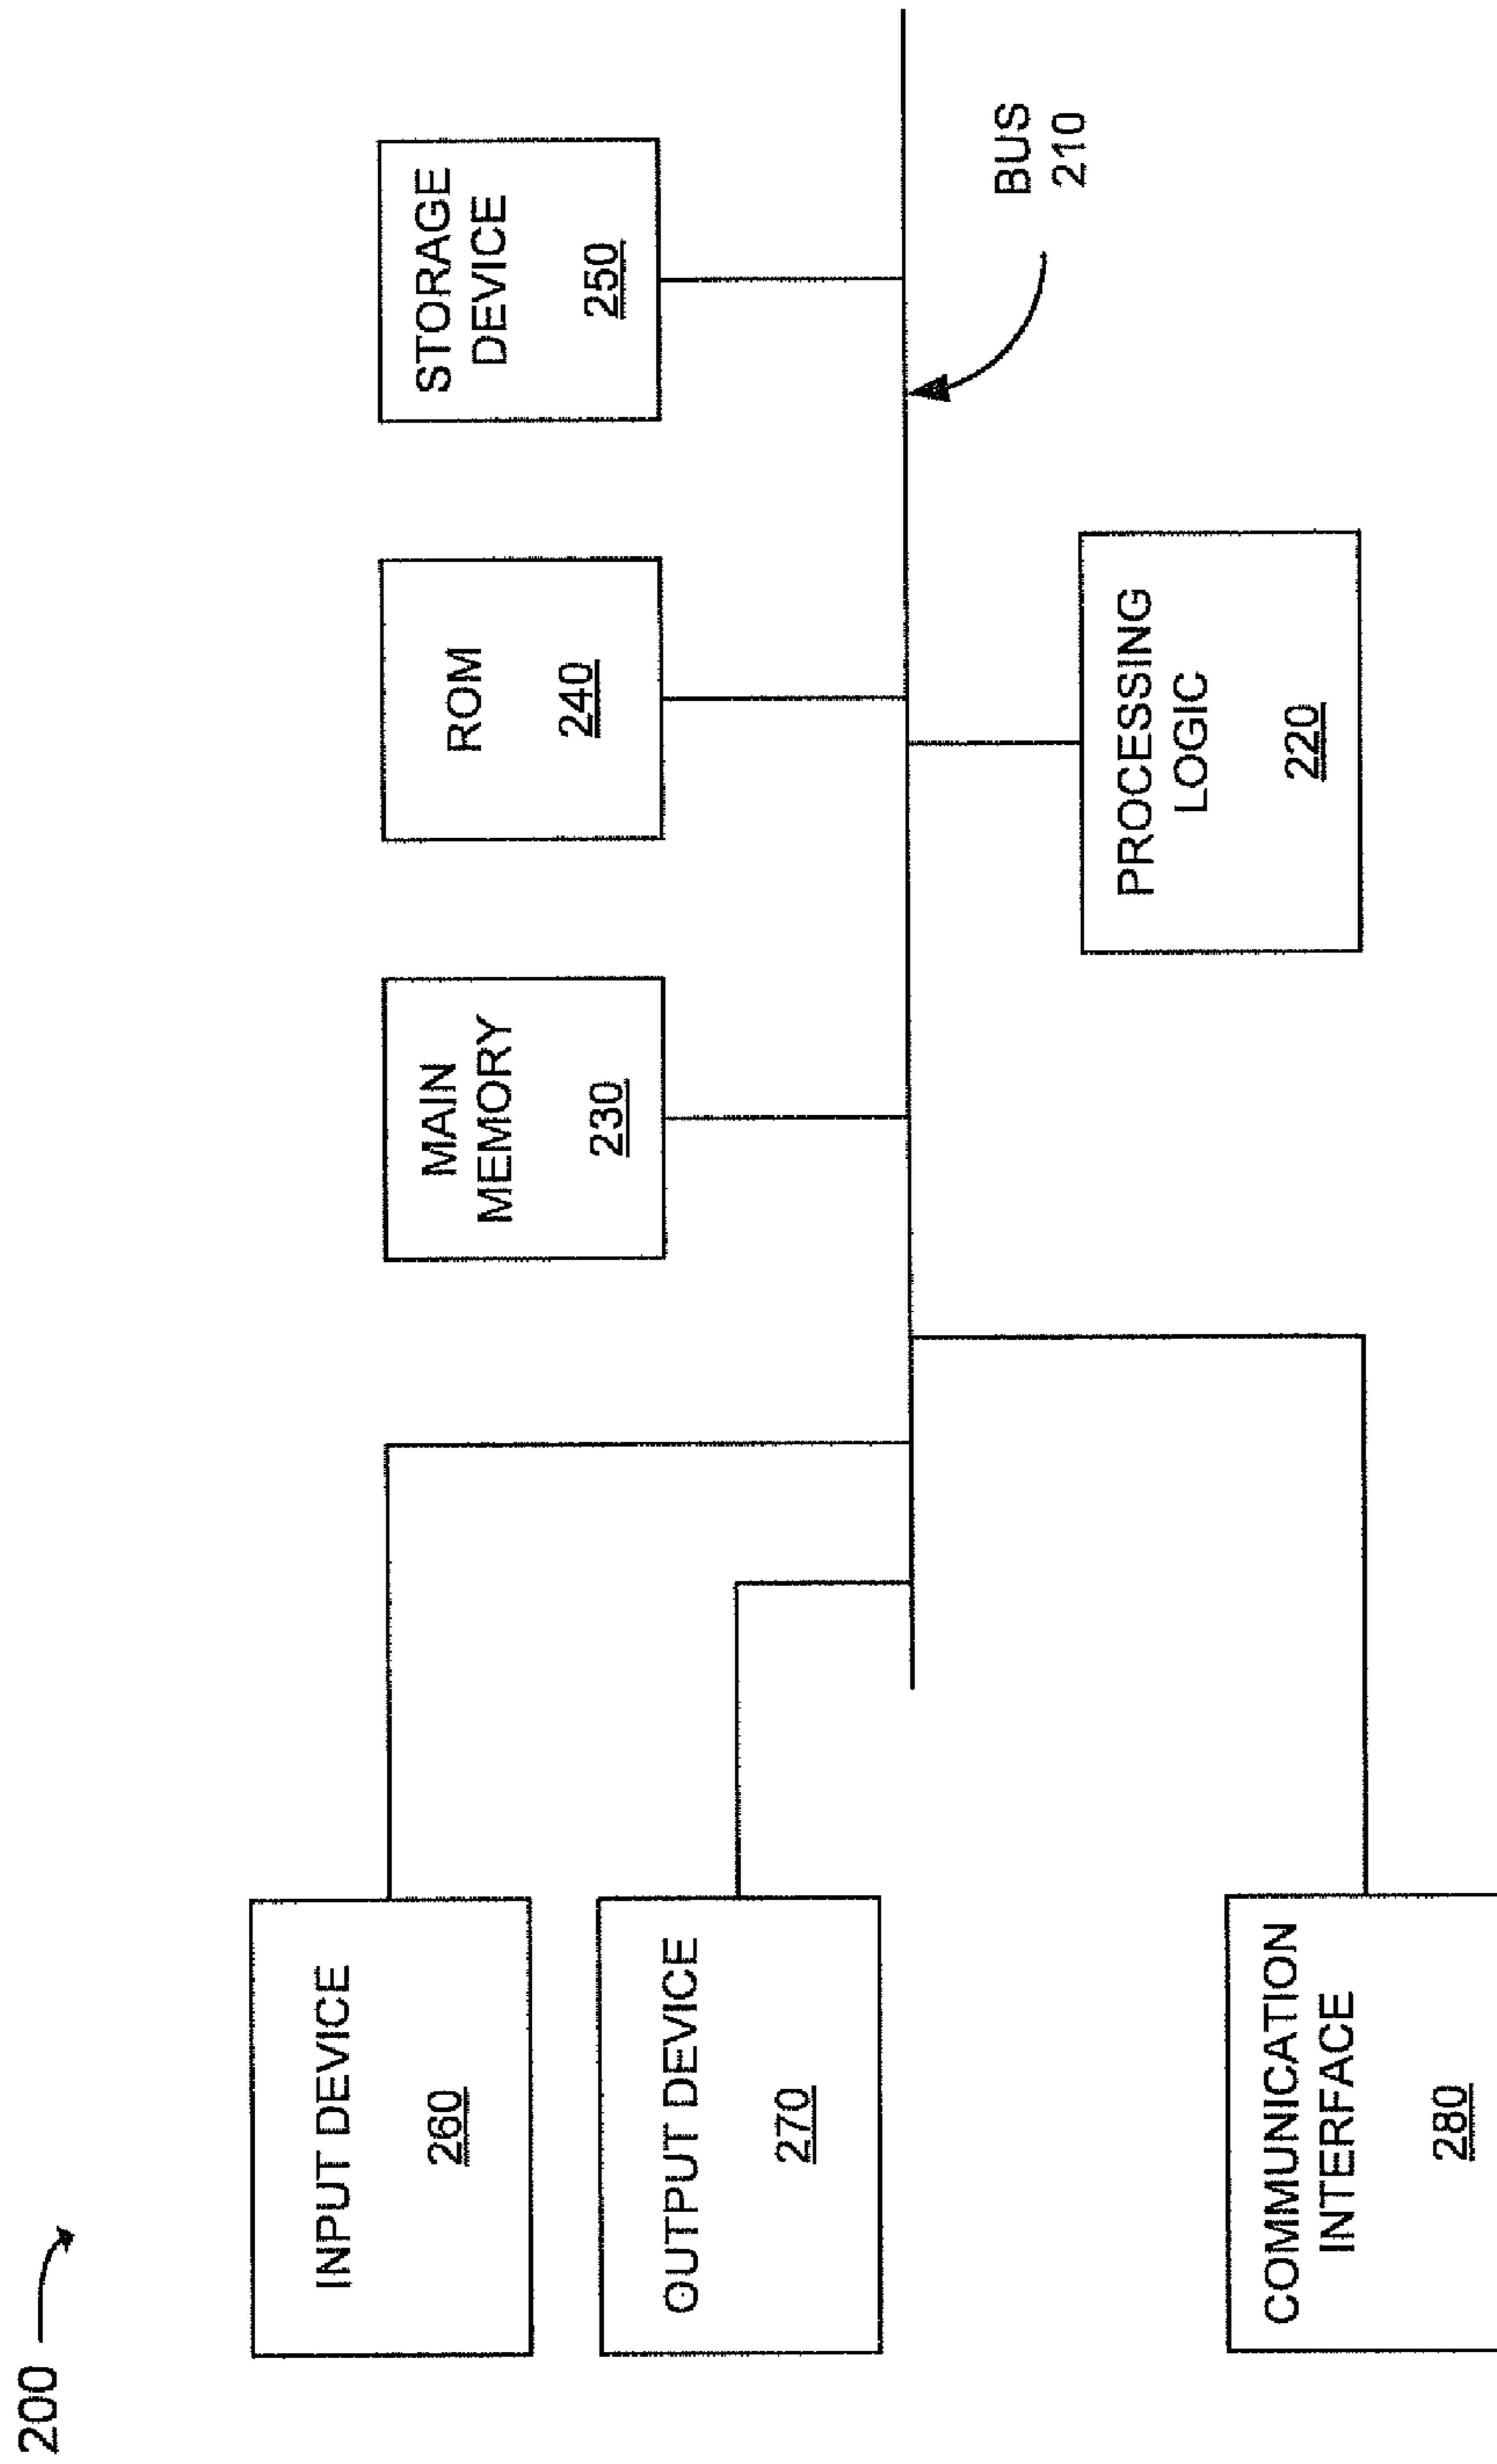 200
INPUT DEVICE
260
OUTPUT DEVICE
270
COMMUNICATION
INTERFACE
280
MAIN
MEMORY
230
ROM
240
STORAGE
DEVICE
250
PROCESSING
LOGIC
220
BUS
210